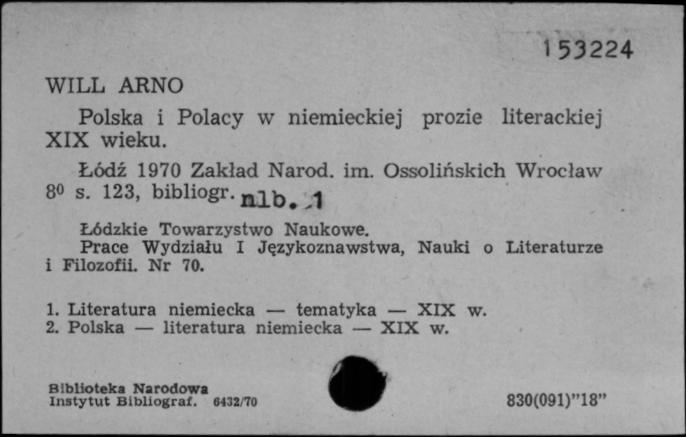 153224
WILL ARNO
Polska i Polacy w niemieckiej prozie literackiej
XIX wieku.
Łódź 1970 Zakład Narod. im. Ossolińskich Wrocław
8⁰ s. 123, bibliogr. nlb. 1
Łódzkie Towarzystwo Naukowe.
Prace Wydziału I Językoznawstwa, Nauki o Literaturze
i Filozofii. Nr 70.
1. Literatura niemiecka — tematyka — XIX w.
2. Polska — literatura niemiecka — XIX w.
Biblioteka Narodowa
Instytut Bibliograf. 6432/70
830(091)”18”